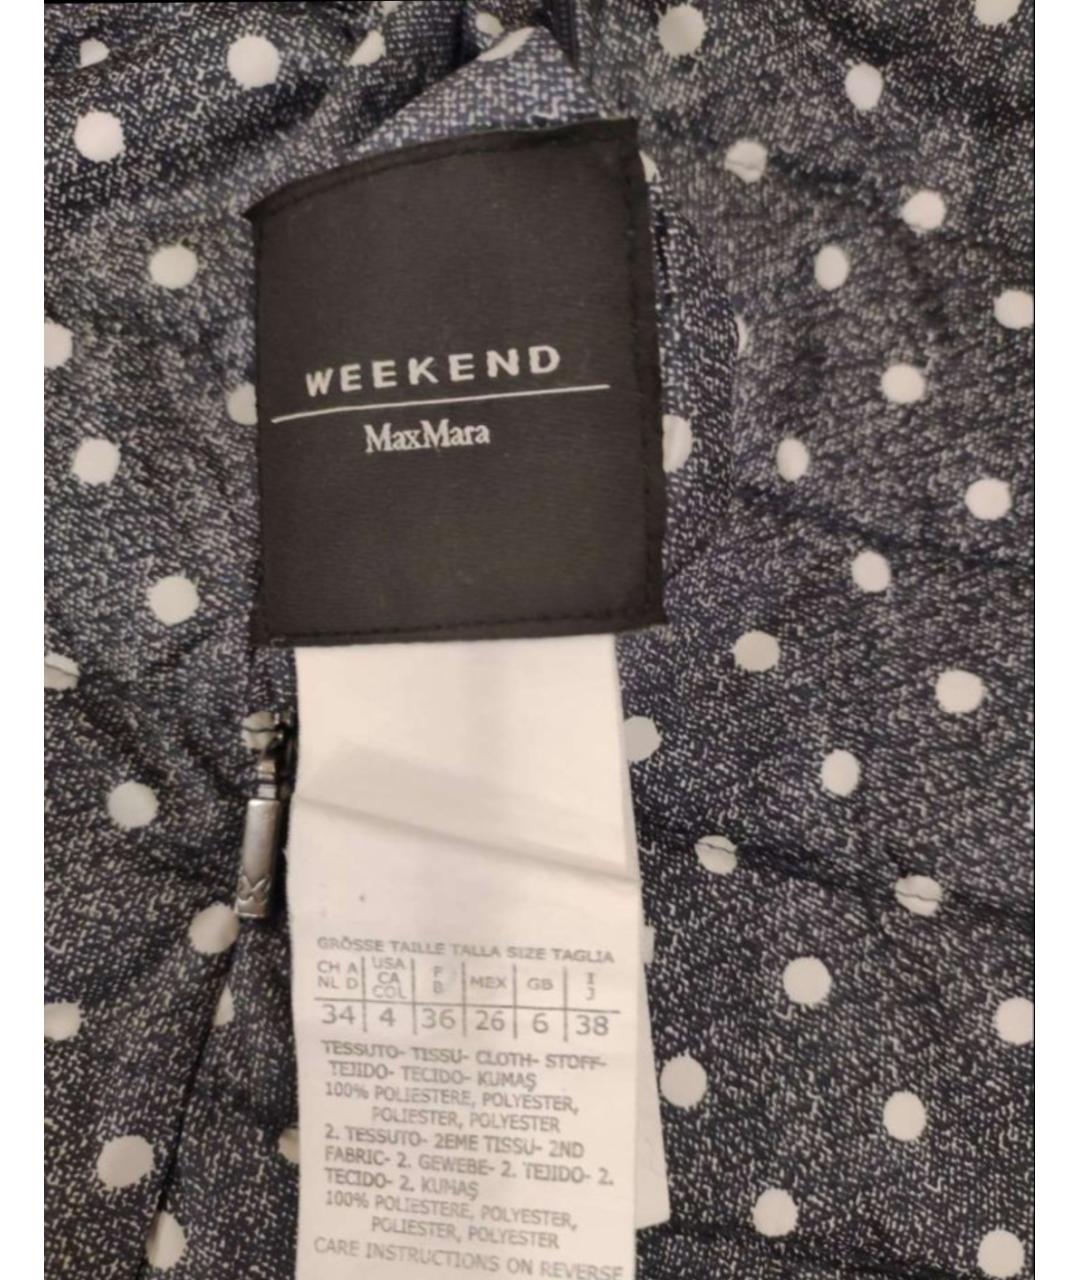 WEEKEND
MaxMara
GRÖSSE TAILLE TALLA SIZE TAGLIA
CH A USA F MEX GB I
NL D CA B J
COL
34 4 36 26 6 38
TESSUTO- TISSU- CLOTH- STOFF-
TEJIDO- TECIDO- KUMAŞ
100% POLIESTERE, POLYESTER,
POLIESTER, POLYESTER
2. TESSUTO- 2EME TISSU- 2ND
FABRIC- 2. GEWEBE- 2. TEJIDO- 2.
TECIDO- 2. KUMAŞ
100% POLIESTERE, POLYESTER,
POLIESTER, POLYESTER
CARE INSTRUCTIONS ON REVERSE